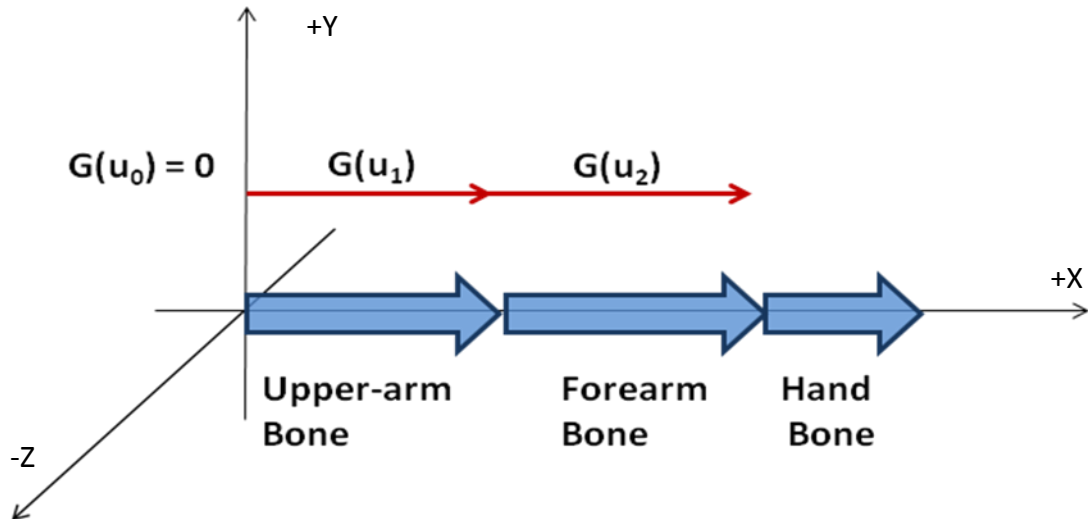 +Y
G(u₀) = 0
G(u₁)
G(u₂)
+X
Upper-arm
Bone
Forearm
Bone
Hand
Bone
-Z